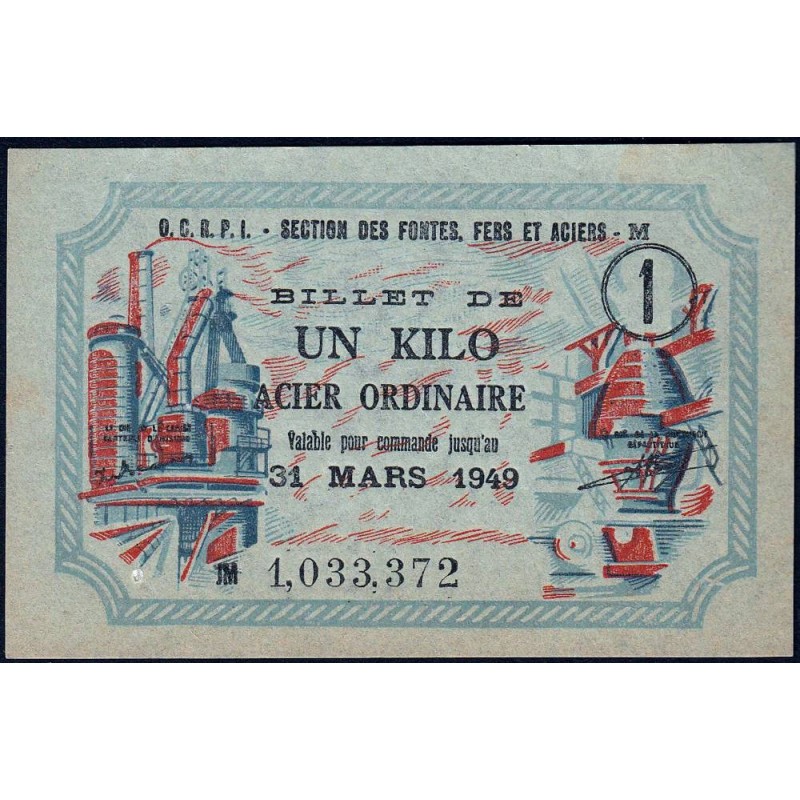 O.C.R.P.I. - SECTION DES FONTES, FERS ET ACIERS - M
1
BILLET DE
UN KILO
ACIER ORDINAIRE
Valable pour commande jusqu'au
31 MARS 1949
JM 1,033,372